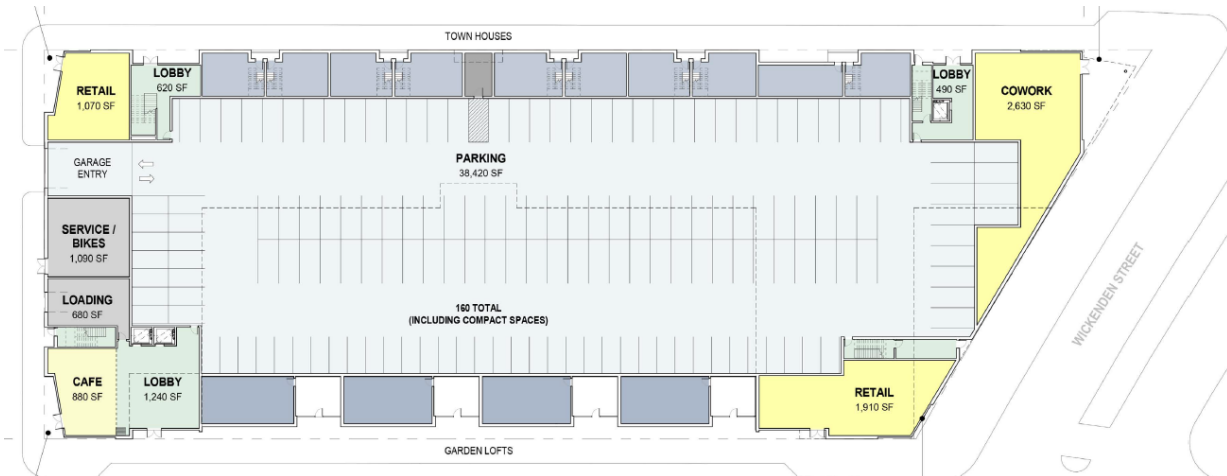 TOWN HOUSES
RETAIL
1,070 SF
LOBBY
620 SF
LOBBY
490 SF
COWORK
2,630 SF
GARAGE
ENTRY
PARKING
38,420 SF
SERVICE /
BIKES
1,090 SF
LOADING
680 SF
160 TOTAL
(INCLUDING COMPACT SPACES)
WICKENDEN STREET
CAFE
880 SF
LOBBY
1,240 SF
RETAIL
1,910 SF
GARDEN LOFTS